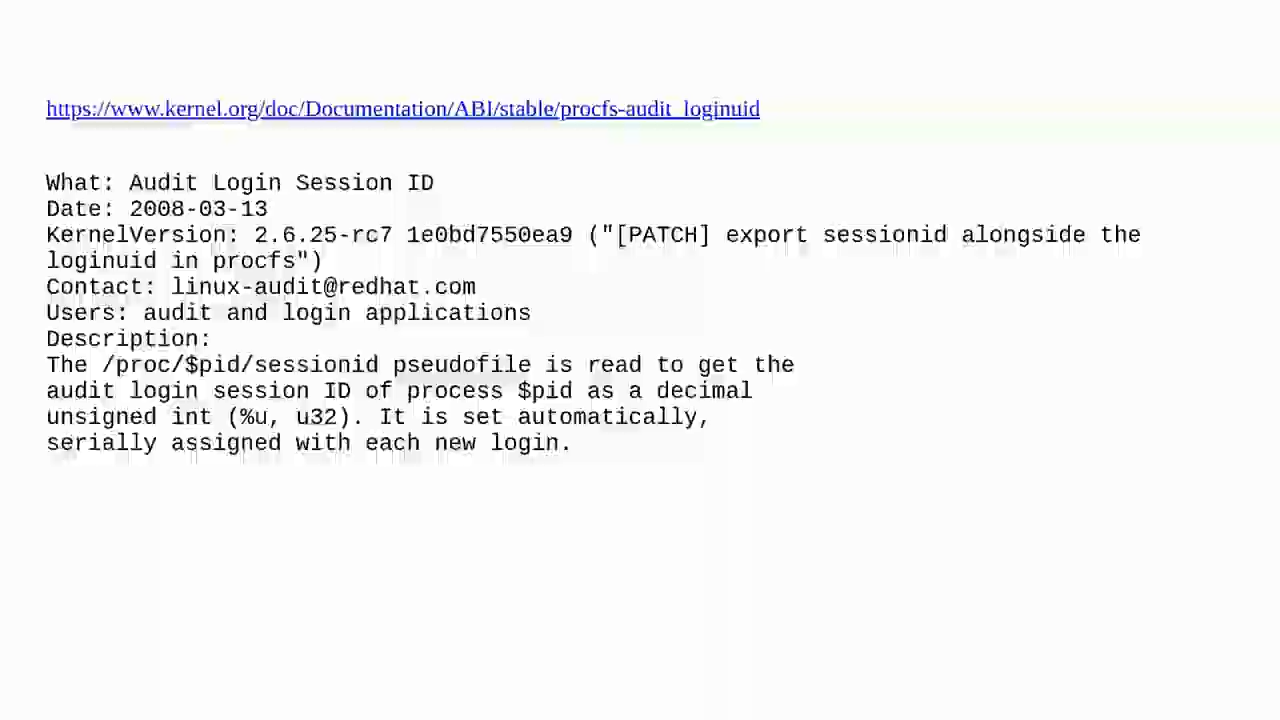 https://www.kernel.org/doc/Documentation/ABI/stable/procfs-audit_loginuid
What: Audit Login Session ID
Date: 2008-03-13
KernelVersion: 2.6.25-rc7 1e0bd7550ea9 ("[PATCH] export sessionid alongside the
loginuid in procfs")
Contact: linux-audit@redhat.com
Users: audit and login applications
Description:
The /proc/$pid/sessionid pseudofile is read to get the
audit login session ID of process $pid as a decimal
unsigned int (%u, u32). It is set automatically,
serially assigned with each new login.